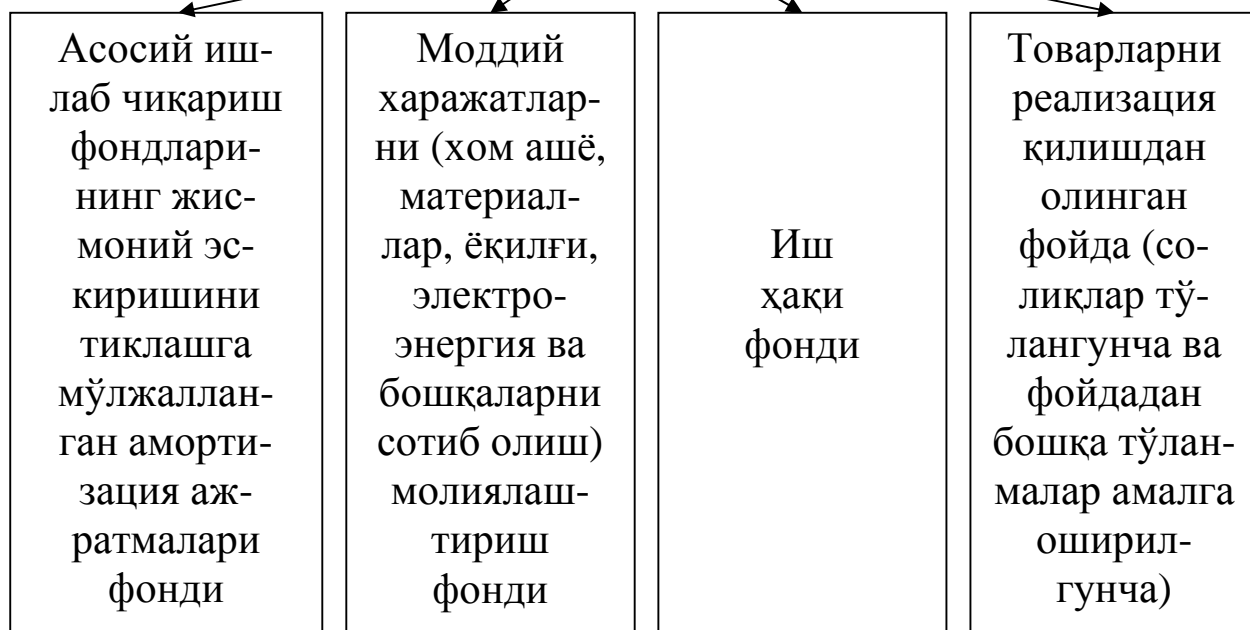 Асосий иш-
лаб чиқариш
фондлари-
нинг жис-
моний эс-
киришини
тиклашга
мўлжаллан-
ган аморти-
зация аж-
ратмалари
фонди
Моддий
харажатлар-
ни (хом ашё,
материал-
лар, ёқилғи,
электро-
энергия ва
бошқаларни
сотиб олиш)
молиялаш-
тириш
фонди
Иш
ҳақи
фонди
Товарларни
реализация
қилишдан
олинган
фойда (со-
лиқлар тў-
лангунча ва
фойдадан
бошқа тўлан-
малар амалга
оширил-
гунча)